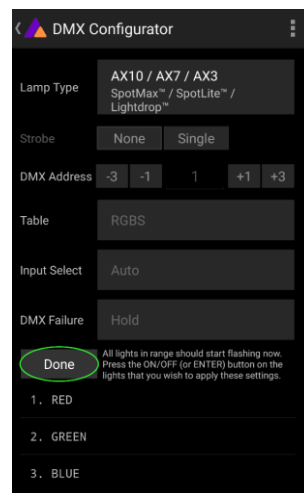 DMX Configurator
Lamp Type
AX10 / AX7 / AX3
SpotMax™ / SpotLite™ /
Lightdrop™
Strobe None Single
DMX Address -3 -1 1 +1 +3
Table RGBS
Input Select Auto
DMX Failure Hold
Done
All lights in range should start flashing now.
Press the ON/OFF (or ENTER) button on the
lights that you wish to apply these settings.
1. RED
2. GREEN
3. BLUE